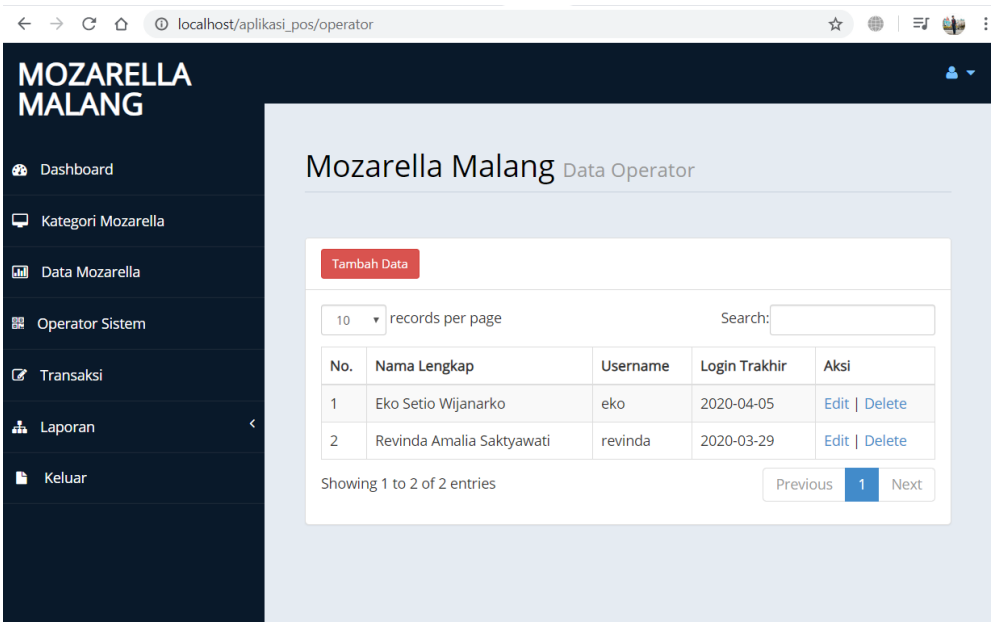 localhost/aplikasi_pos/operator
MOZARELLA
MALANG
Dashboard
Kategori Mozarella
Data Mozarella
Operator Sistem
Transaksi
Laporan
Keluar
Mozarella Malang Data Operator
Tambah Data
10 records per page Search:
No. Nama Lengkap Username Login Trakhir Aksi
1 Eko Setio Wijanarko eko 2020-04-05 Edit | Delete
2 Revinda Amalia Saktyawati revinda 2020-03-29 Edit | Delete
Showing 1 to 2 of 2 entries Previous 1 Next